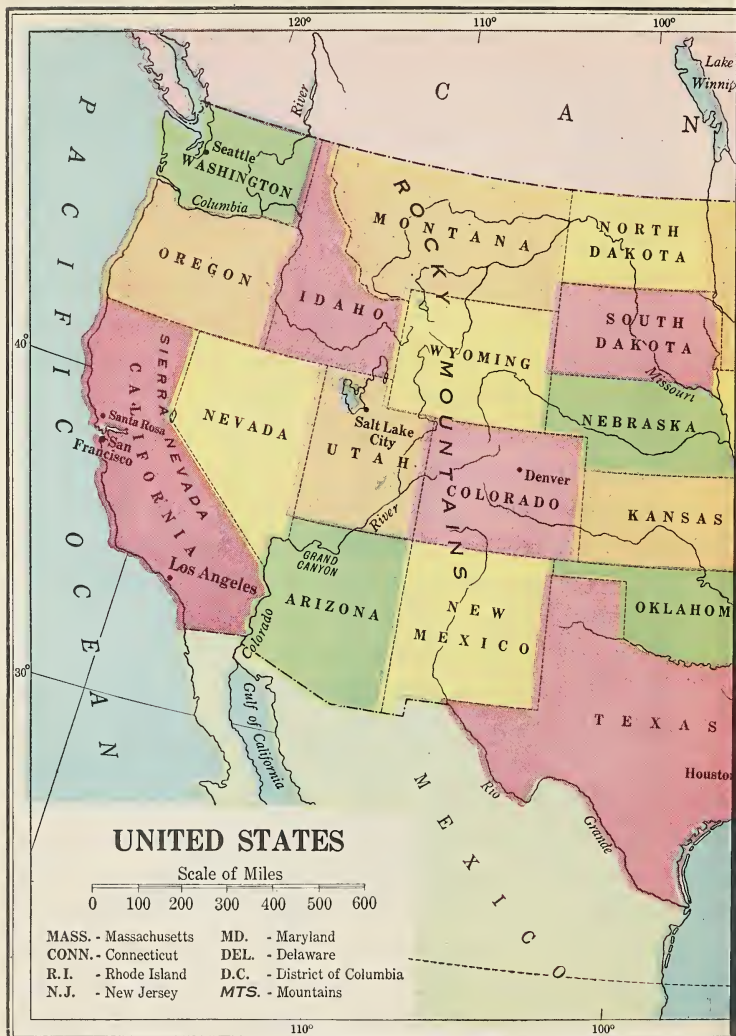 120°
110°
100°
Lake
Winnip
River
C A N
PACIFIC OCEAN
Seattle
WASHINGTON
Columbia
ROCKY MOUNTAINS
MONTANA
NORTH
DAKOTA
OREGON
IDAHO
SOUTH
DAKOTA
40°
WYOMING
Missouri
SIERRA NEVADA
CALIFORNIA
NEVADA
NEBRASKA
Santa Rosa
San
Francisco
Salt Lake
City
UTAH
Denver
COLORADO
KANSAS
River
GRAND
CANYON
Los Angeles
ARIZONA
NEW
MEXICO
OKLAHOM
Colorado
30°
Gulf of California
TEXAS
Houston
Rio Grande
MEXICO
UNITED STATES
Scale of Miles
0 100 200 300 400 500 600
MASS. - Massachusetts MD. - Maryland
CONN. - Connecticut DEL. - Delaware
R.I. - Rhode Island D.C. - District of Columbia
N.J. - New Jersey MTS. - Mountains
110°
100°